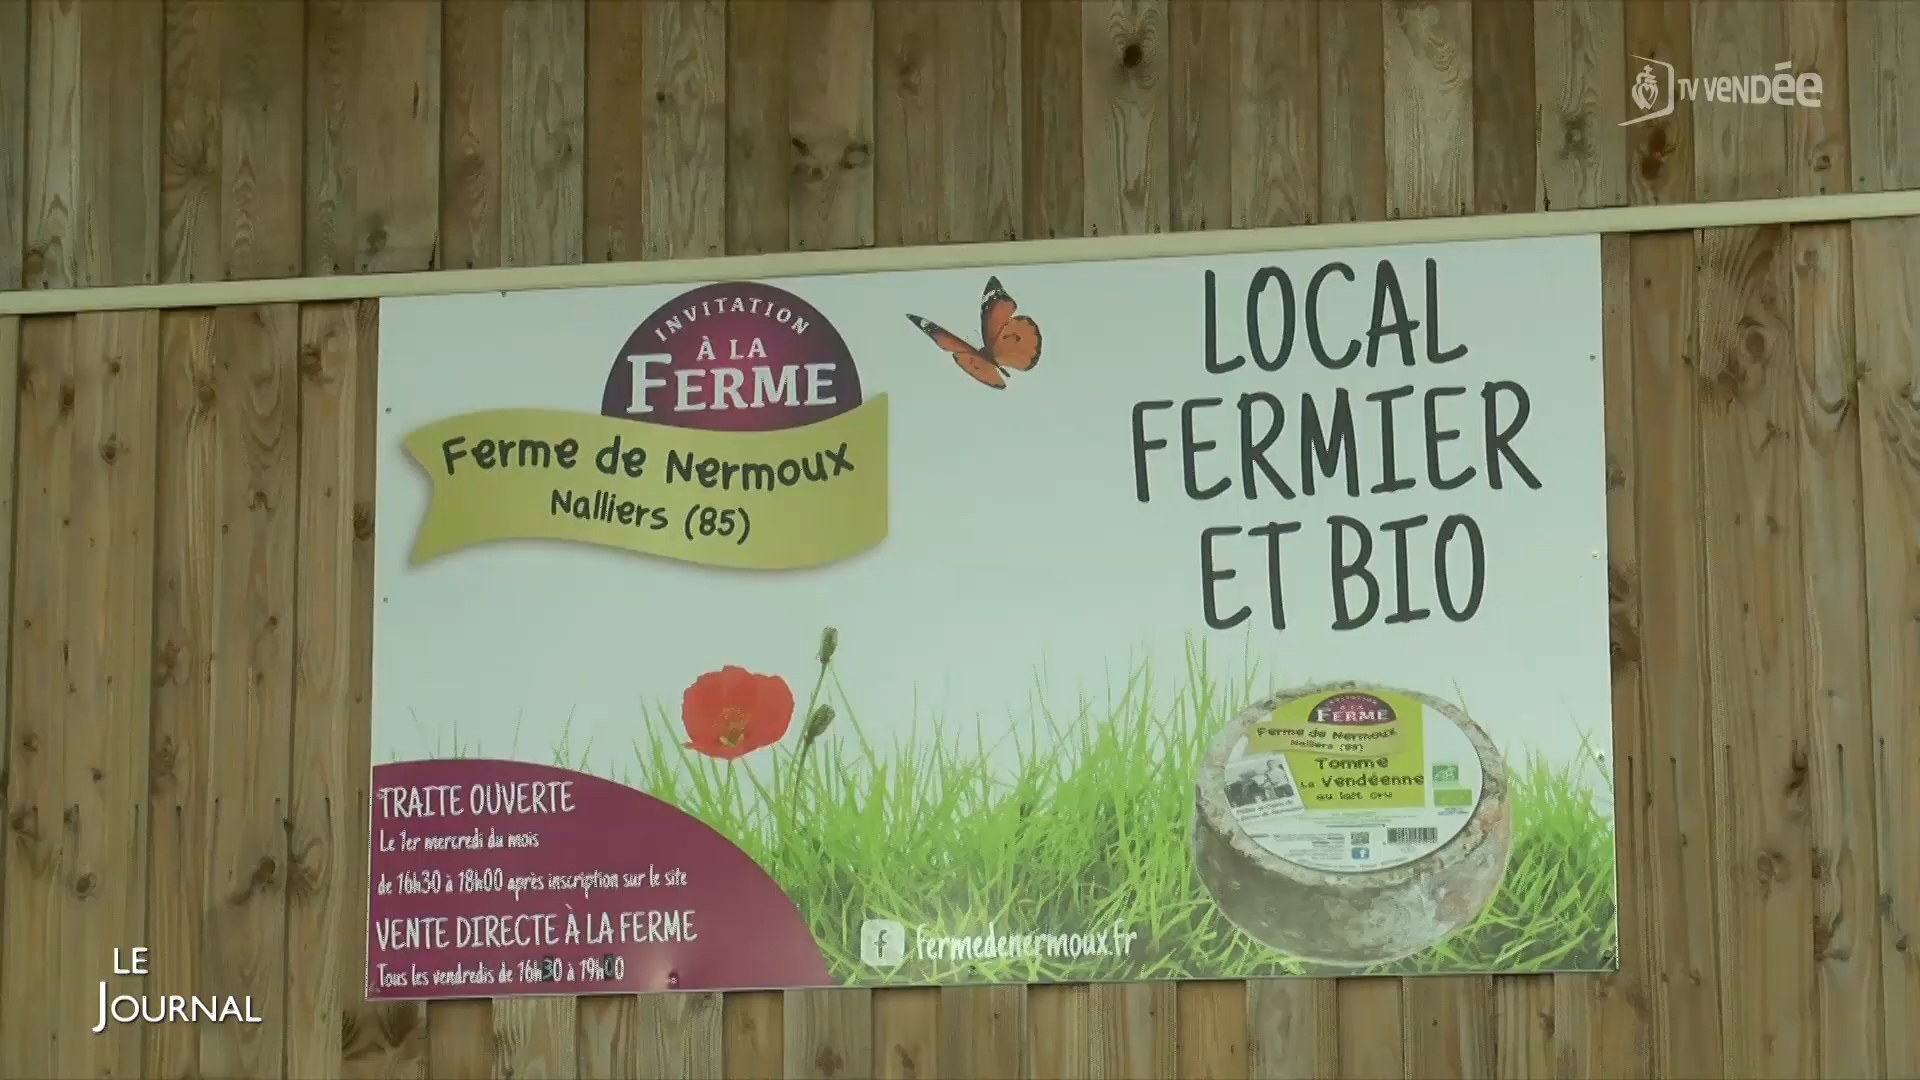 TV VENDÉE
INVITATION
À LA
FERME
Ferme de Nermoux
Nalliers (85)
LOCAL
FERMIER
ET BIO
INVITATION
À LA
FERME
Ferme de Nermoux
Nalliers (85)
Tomme
La Vendéenne
au lait cru
TRAITE OUVERTE
Le 1er mercredi du mois
de 16h30 à 18h00 après inscription sur le site
VENTE DIRECTE À LA FERME
Tous les vendredis de 16h30 à 19h00
f fermedenermoux.fr
LE
JOURNAL